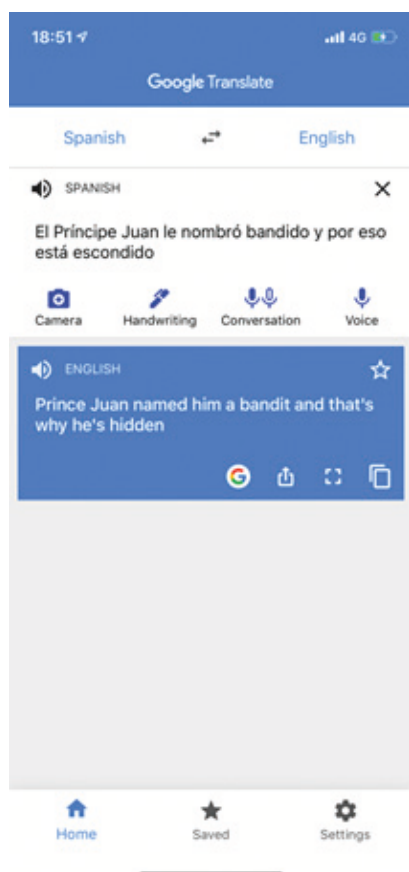 18:51 4G
Google Translate
Spanish English
SPANISH
El Príncipe Juan le nombró bandido y por eso
está escondido
Camera Handwriting Conversation Voice
ENGLISH
Prince Juan named him a bandit and that's
why he's hidden
Home Saved Settings